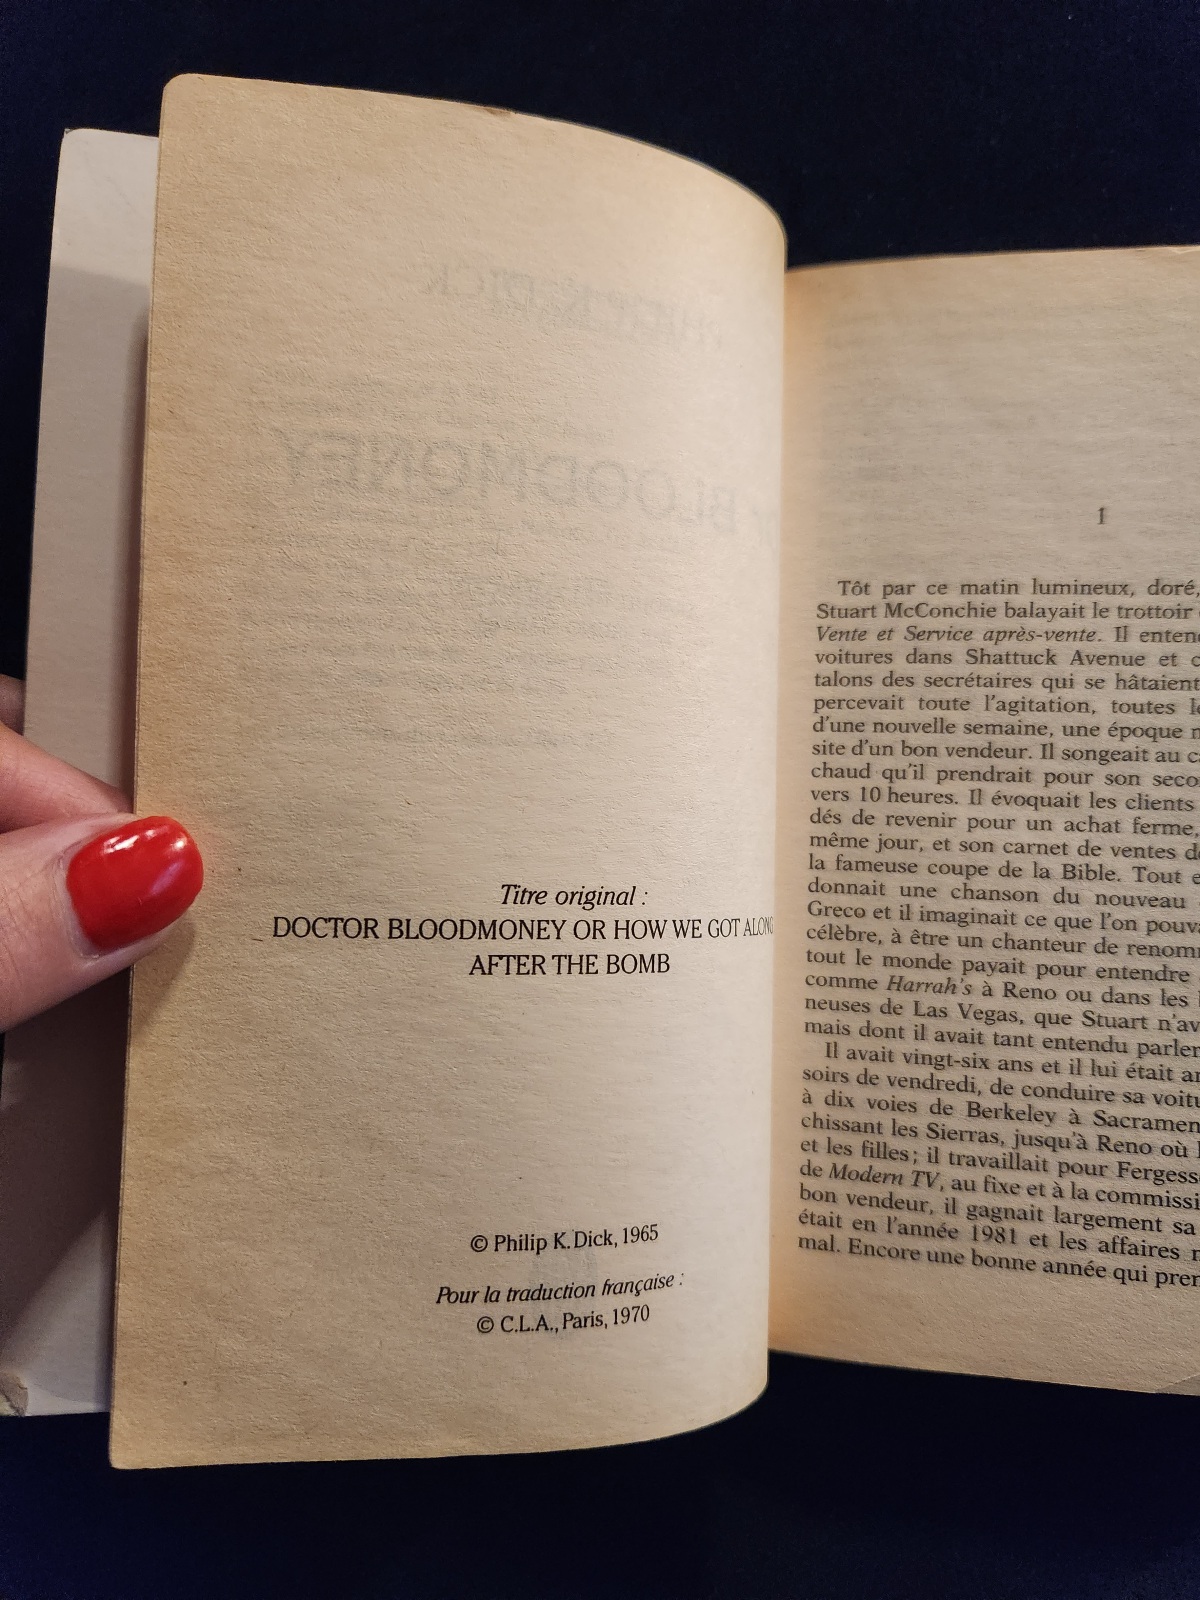 Titre original :
DOCTOR BLOODMONEY OR HOW WE GOT ALONG
AFTER THE BOMB
© Philip K. Dick, 1965
Pour la traduction française :
© C.L.A., Paris, 1970
1
Tôt par ce matin lumineux, doré,
Stuart McConchie balayait le trottoir
Vente et Service après-vente. Il
voitures dans Shattuck Avenue et
talons des secrétaires qui se hâtaient
percevait toute l'agitation, toutes
d'une nouvelle semaine, une époque
site d'un bon vendeur. Il songeait au
chaud qu'il prendrait pour son
vers 10 heures. Il évoquait les clients
dés de revenir pour un achat ferme,
même jour, et son carnet de ventes
la fameuse coupe de la Bible. Tout
donnait une chanson du nouveau
Greco et il imaginait ce que l'on
célèbre, à être un chanteur de
tout le monde payait pour entendre
comme Harrah's à Reno ou dans les
neuses de Las Vegas, que Stuart
mais dont il avait tant entendu parler
Il avait vingt-six ans et il lui était
soirs de vendredi, de conduire sa
à dix voies de Berkeley à
chissant les Sierras, jusqu'à Reno où
et les filles ; il travaillait pour
de Modern TV, au fixe et à la
bon vendeur, il gagnait largement sa
était en l'année 1981 et les affaires
mal. Encore une bonne année qui